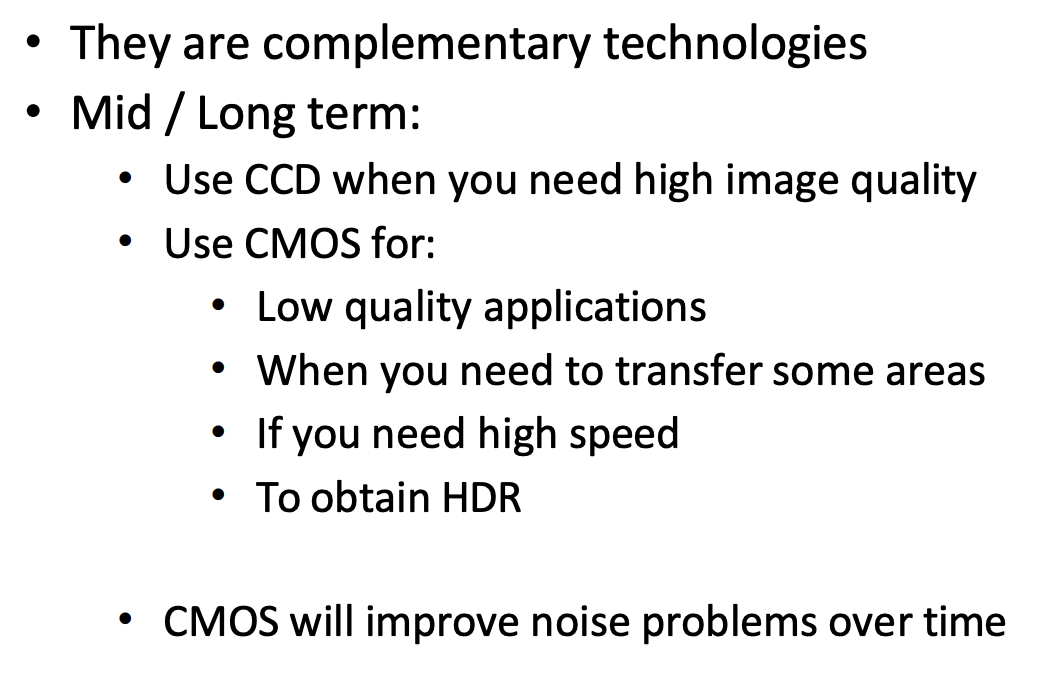 • They are complementary technologies
• Mid / Long term:
• Use CCD when you need high image quality
• Use CMOS for:
• Low quality applications
• When you need to transfer some areas
• If you need high speed
• To obtain HDR
• CMOS will improve noise problems over time